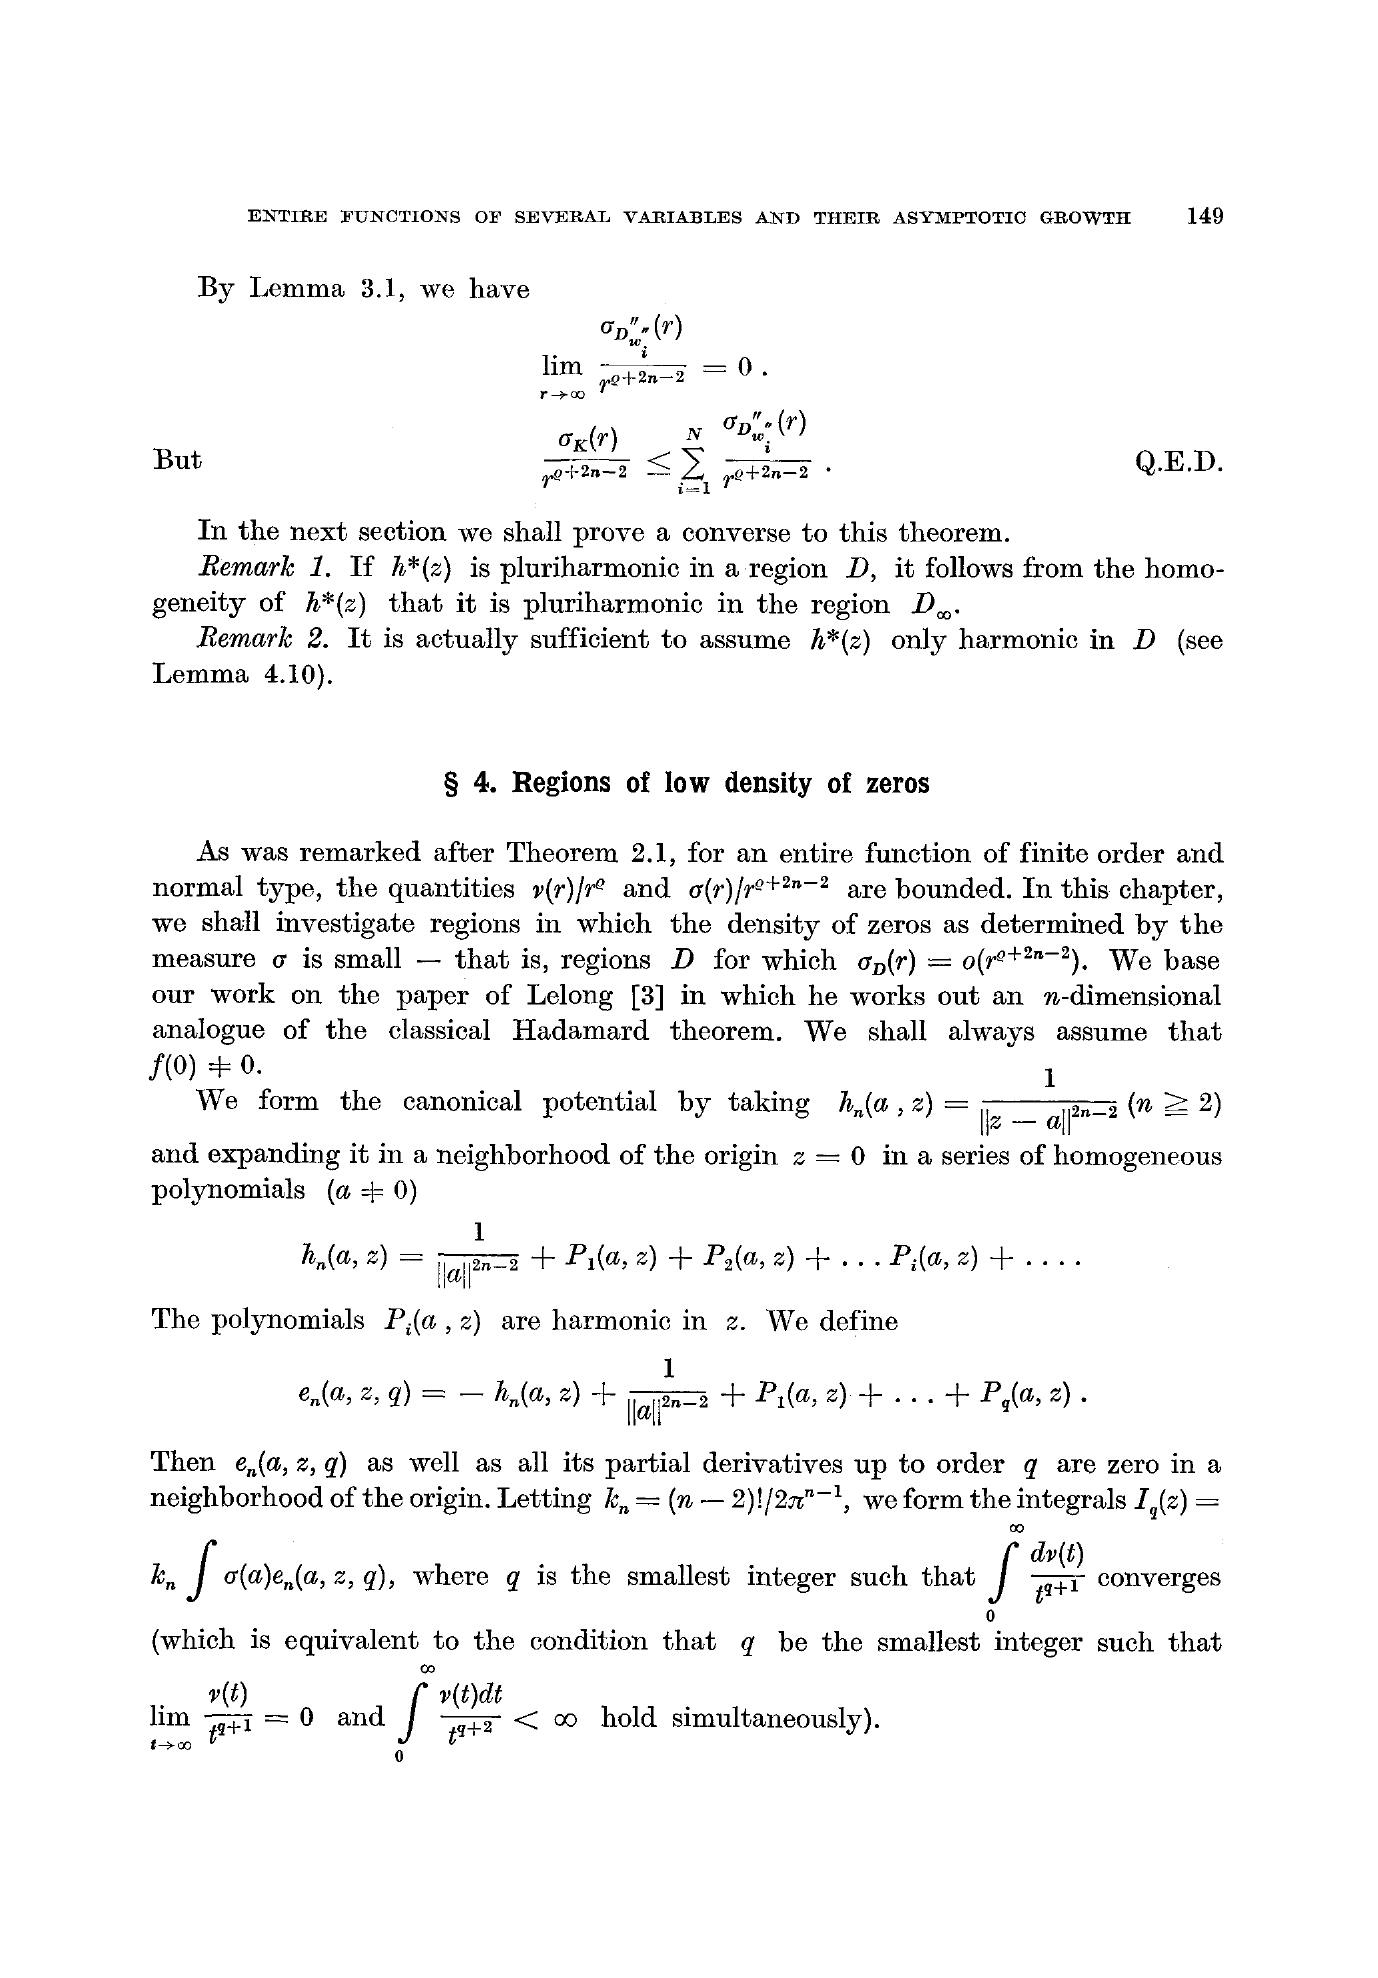 ENTIRE FUNCTIONS OF SEVERAL VARIABLES AND THEIR ASYMPTOTIC GROWTH 149
By Lemma 3.1, we have
$\lim_{r \to \infty} \frac{\sigma_{D''_{w''_i}}(r)}{r^{\varrho+2n-2}} = 0 .$
But $\frac{\sigma_K(r)}{r^{\varrho+2n-2}} \leq \sum_{i=1}^{N} \frac{\sigma_{D''_{w''_i}}(r)}{r^{\varrho+2n-2}} .$ Q.E.D.
In the next section we shall prove a converse to this theorem.
Remark 1. If h*(z) is pluriharmonic in a region D, it follows from the homo-
geneity of h*(z) that it is pluriharmonic in the region $D_\infty$.
Remark 2. It is actually sufficient to assume h*(z) only harmonic in D (see
Lemma 4.10).
§ 4. Regions of low density of zeros
As was remarked after Theorem 2.1, for an entire function of finite order and
normal type, the quantities $\nu(r)/r^\varrho$ and $\sigma(r)/r^{\varrho+2n-2}$ are bounded. In this chapter,
we shall investigate regions in which the density of zeros as determined by the
measure σ is small — that is, regions D for which $\sigma_D(r) = o(r^{\varrho+2n-2})$. We base
our work on the paper of Lelong [3] in which he works out an n-dimensional
analogue of the classical Hadamard theorem. We shall always assume that
f(0) ≠ 0.
We form the canonical potential by taking $h_n(a , z) = \frac{1}{||z - a||^{2n-2}}$ (n ≧ 2)
and expanding it in a neighborhood of the origin z = 0 in a series of homogeneous
polynomials (a ≠ 0)
$h_n(a, z) = \frac{1}{||a||^{2n-2}} + P_1(a, z) + P_2(a, z) + \ldots P_i(a, z) + \ldots .$
The polynomials $P_i(a , z)$ are harmonic in z. We define
$e_n(a, z, q) = - h_n(a, z) + \frac{1}{||a||^{2n-2}} + P_1(a, z) + \ldots + P_q(a, z) .$
Then $e_n(a, z, q)$ as well as all its partial derivatives up to order q are zero in a
neighborhood of the origin. Letting $k_n = (n - 2)!/2\pi^{n-1}$, we form the integrals $I_q(z) =$
$k_n \int \sigma(a)e_n(a, z, q)$, where q is the smallest integer such that $\int_0^\infty \frac{d\nu(t)}{t^{q+1}}$ converges
(which is equivalent to the condition that q be the smallest integer such that
$\lim_{t \to \infty} \frac{\nu(t)}{t^{q+1}} = 0$ and $\int_0^\infty \frac{\nu(t)dt}{t^{q+2}} < \infty$ hold simultaneously).